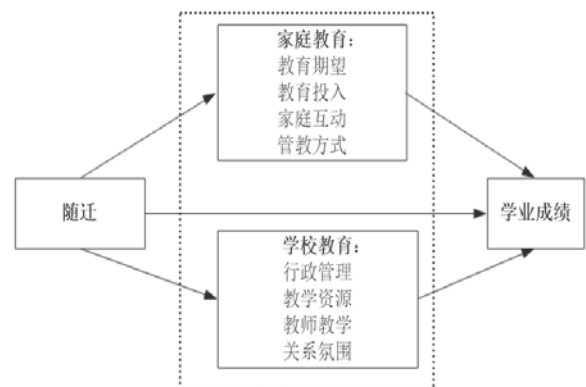 家庭教育：
教育期望
教育投入
家庭互动
管教方式
随迁
学业成绩
学校教育：
行政管理
教学资源
教师教学
关系氛围